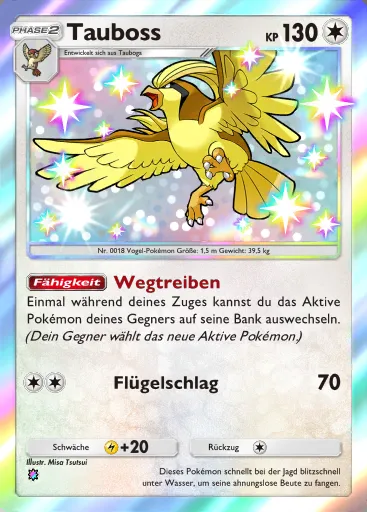 PHASE 2
Tauboss
KP 130
Entwickelt sich aus Tauboga
Nr. 0018 Vogel-Pokémon Größe: 1,5 m Gewicht: 39,5 kg
Fähigkeit Wegtreiben
Einmal während deines Zuges kannst du das Aktive
Pokémon deines Gegners auf seine Bank auswechseln.
(Dein Gegner wählt das neue Aktive Pokémon.)
Flügelschlag 70
Schwäche +20 Rückzug
Illustr. Misa Tsutsui
Dieses Pokémon schnellt bei der Jagd blitzschnell
unter Wasser, um seine ahnungslose Beute zu fangen.